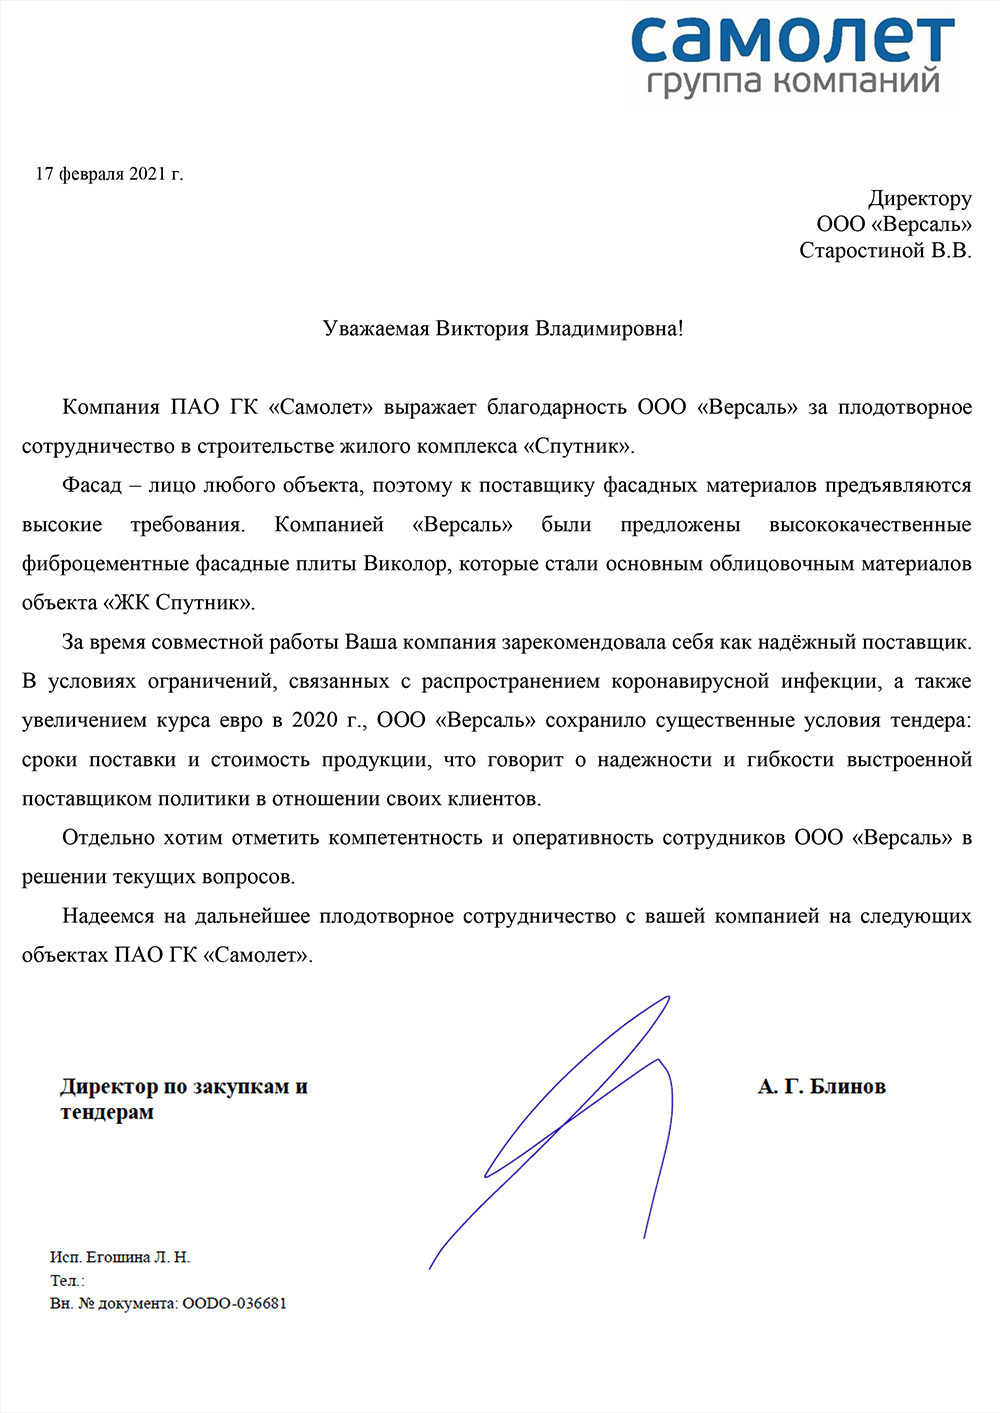 самолет
группа компаний
17 февраля 2021 г.
Директору
ООО «Версаль»
Старостиной В.В.
Уважаемая Виктория Владимировна!
Компания ПАО ГК «Самолет» выражает благодарность ООО «Версаль» за плодотворное
сотрудничество в строительстве жилого комплекса «Спутник».
Фасад – лицо любого объекта, поэтому к поставщику фасадных материалов предъявляются
высокие требования. Компанией «Версаль» были предложены высококачественные
фиброцементные фасадные плиты Виколор, которые стали основным облицовочным материалов
объекта «ЖК Спутник».
За время совместной работы Ваша компания зарекомендовала себя как надёжный поставщик.
В условиях ограничений, связанных с распространением коронавирусной инфекции, а также
увеличением курса евро в 2020 г., ООО «Версаль» сохранило существенные условия тендера:
сроки поставки и стоимость продукции, что говорит о надежности и гибкости выстроенной
поставщиком политики в отношении своих клиентов.
Отдельно хотим отметить компетентность и оперативность сотрудников ООО «Версаль» в
решении текущих вопросов.
Надеемся на дальнейшее плодотворное сотрудничество с вашей компанией на следующих
объектах ПАО ГК «Самолет».
Директор по закупкам и
тендерам
А. Г. Блинов
Исп. Егошина Л. Н.
Тел.:
Вн. № документа: OODO-036681